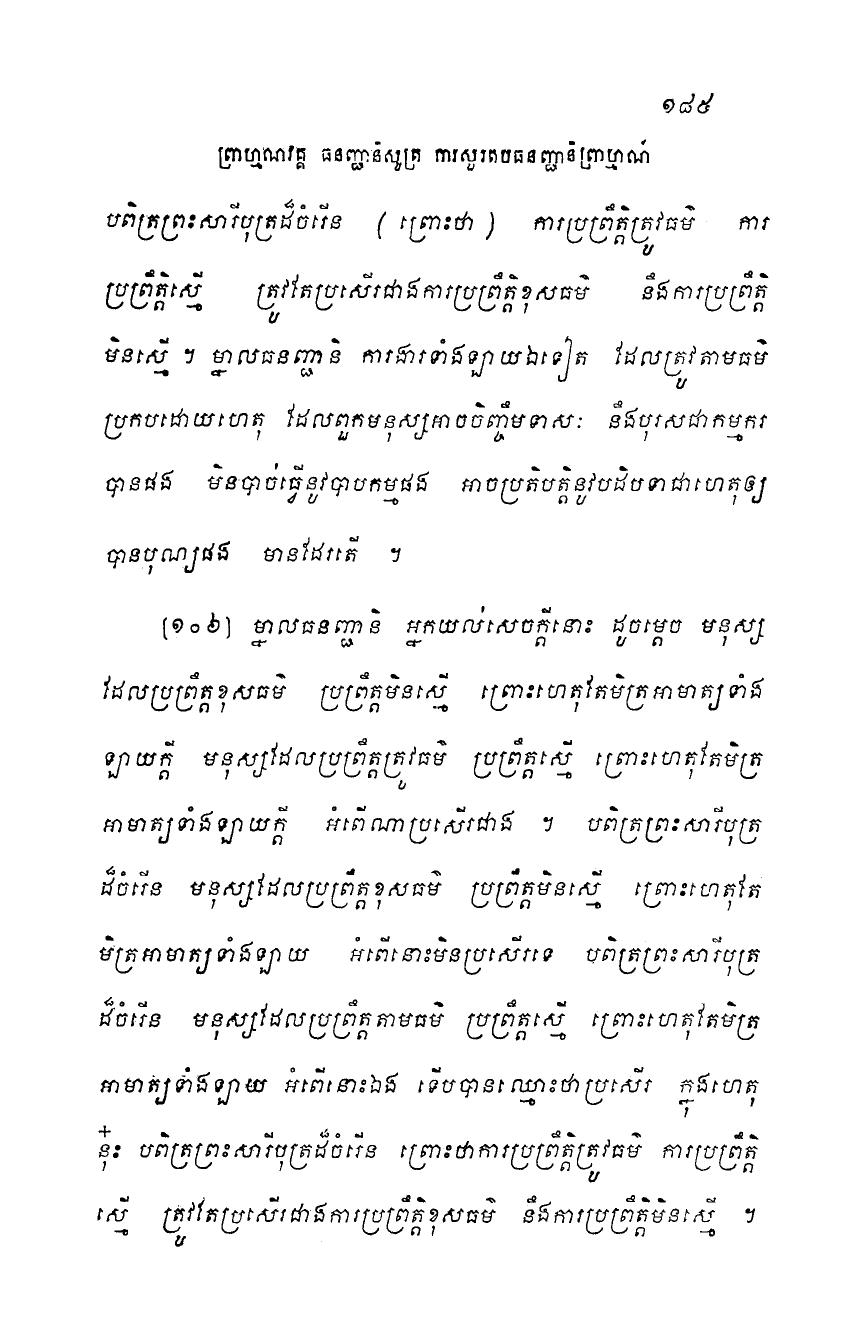 ១៨៥
ព្រាហ្មណវគ្គ ធនញ្ជានិសូត្រ ការសួរតបធនញ្ជានិព្រាហ្មណ៍
បពិត្រព្រះសារីបុត្រដ៏ចំរើន ( ព្រោះថា ) ការប្រព្រឹត្តិត្រូវធម៌ ការ
ប្រព្រឹត្តិស្មើ ត្រូវតែប្រសើរជាងការប្រព្រឹត្តិខុសធម៌ នឹងការប្រព្រឹត្តិ
មិនស្មើ ។ ម្នាលធនញ្ជានិ ការងារទាំងឡាយឯទៀត ដែលត្រូវតាមធម៌
ប្រកបដោយហេតុ ដែលពួកមនុស្សអាចចិញ្ចឹមទាសៈ នឹងបុរសជាកម្មករ
បានផង មិនបាច់ធ្វើនូវបាបកម្មផង អាចប្រតិបត្តិនូវបដិបទាជាហេតុឲ្យ
បានបុណ្យផង មានដែរតើ ។
[១០៦] ម្នាលធនញ្ជានិ អ្នកយល់សេចក្តីនោះ ដូចម្តេច មនុស្ស
ដែលប្រព្រឹត្តខុសធម៌ ប្រព្រឹត្តមិនស្មើ ព្រោះហេតុតែមិត្រអាមាត្យទាំង
ឡាយក្តី មនុស្សដែលប្រព្រឹត្តត្រូវធម៌ ប្រព្រឹត្តស្មើ ព្រោះហេតុតែមិត្រ
អាមាត្យទាំងឡាយក្តី អំពើណាប្រសើរជាង ។ បពិត្រព្រះសារីបុត្រ
ដ៏ចំរើន មនុស្សដែលប្រព្រឹត្តខុសធម៌ ប្រព្រឹត្តមិនស្មើ ព្រោះហេតុតែ
មិត្រអាមាត្យទាំងឡាយ អំពើនោះមិនប្រសើរទេ បពិត្រព្រះសារីបុត្រ
ដ៏ចំរើន មនុស្សដែលប្រព្រឹត្តតាមធម៌ ប្រព្រឹត្តស្មើ ព្រោះហេតុតែមិត្រ
អាមាត្យទាំងឡាយ អំពើនោះឯង ទើបបានឈ្មោះថាប្រសើរ ក្នុងហេតុ
នុ៎ះ បពិត្រព្រះសារីបុត្រដ៏ចំរើន ព្រោះថាការប្រព្រឹត្តិត្រូវធម៌ ការប្រព្រឹត្តិ
ស្មើ ត្រូវតែប្រសើរជាងការប្រព្រឹត្តិខុសធម៌ នឹងការប្រព្រឹត្តិមិនស្មើ ។